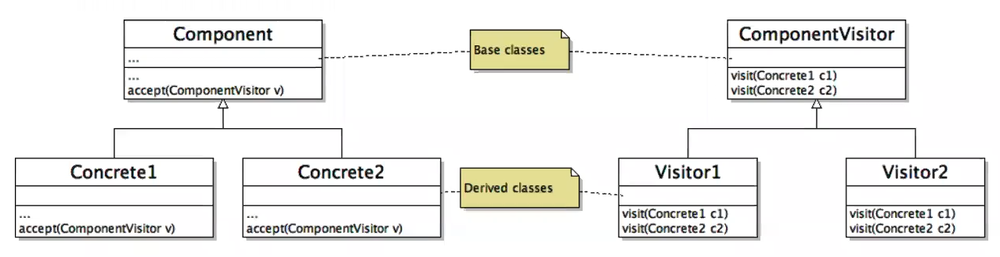 Component
...
...
accept(ComponentVisitor v)
Base classes
ComponentVisitor
visit(Concrete1 c1)
visit(Concrete2 c2)
Concrete1
...
accept(ComponentVisitor v)
Concrete2
...
accept(ComponentVisitor v)
Derived classes
Visitor1
visit(Concrete1 c1)
visit(Concrete2 c2)
Visitor2
visit(Concrete1 c1)
visit(Concrete2 c2)